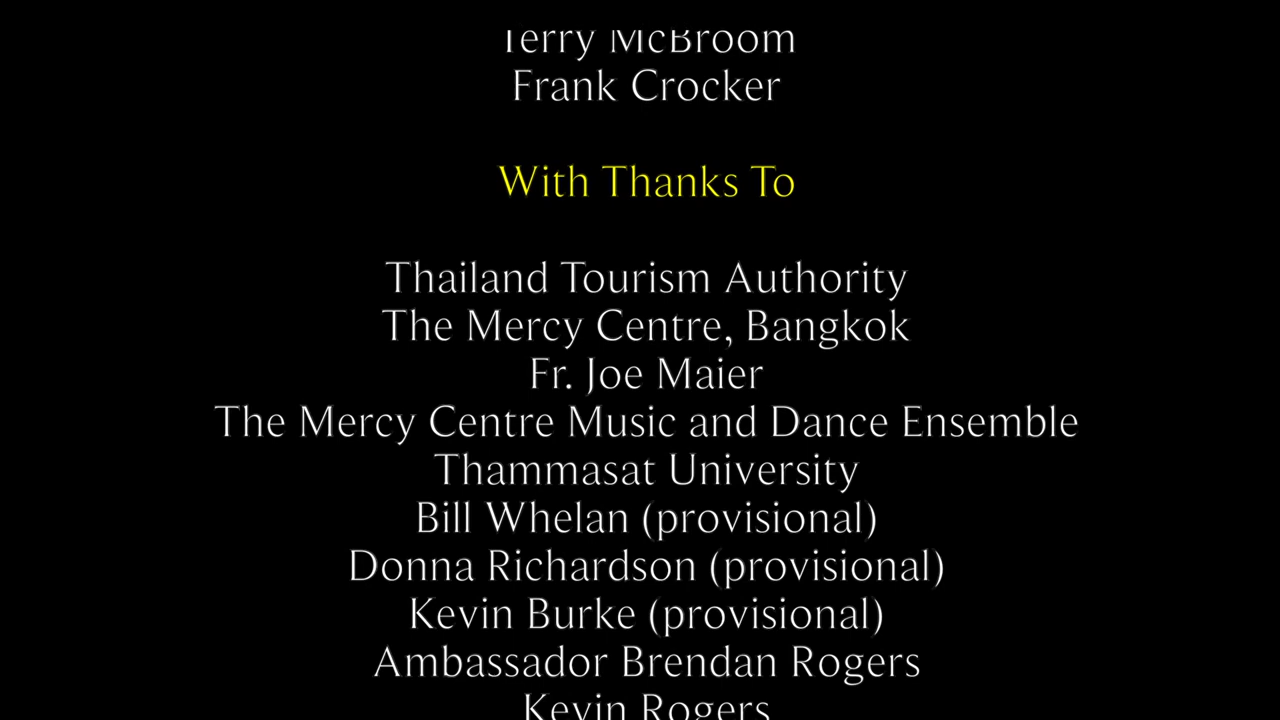 Terry McBroom
Frank Crocker
With Thanks To
Thailand Tourism Authority
The Mercy Centre, Bangkok
Fr. Joe Maier
The Mercy Centre Music and Dance Ensemble
Thammasat University
Bill Whelan (provisional)
Donna Richardson (provisional)
Kevin Burke (provisional)
Ambassador Brendan Rogers
Kevin Rogers